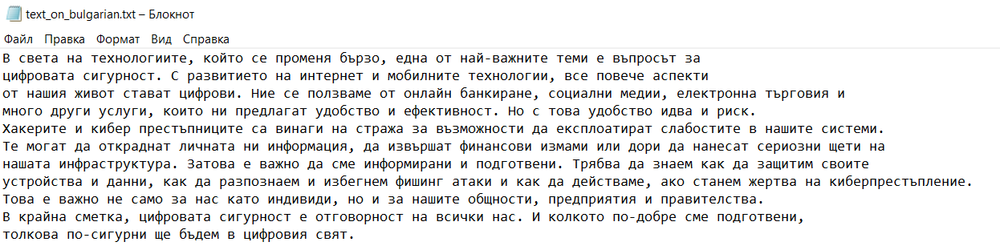 text_on_bulgarian.txt – Блокнот
Файл Правка Формат Вид Справка
В света на технологиите, който се променя бързо, една от най-важните теми е въпросът за
цифровата сигурност. С развитието на интернет и мобилните технологии, все повече аспекти
от нашия живот стават цифрови. Ние се ползваме от онлайн банкиране, социални медии, електронна търговия и
много други услуги, които ни предлагат удобство и ефективност. Но с това удобство идва и риск.
Хакерите и кибер престъпниците са винаги на стража за възможности да експлоатират слабостите в нашите системи.
Те могат да откраднат личната ни информация, да извършат финансови измами или дори да нанесат сериозни щети на
нашата инфраструктура. Затова е важно да сме информирани и подготвени. Трябва да знаем как да защитим своите
устройства и данни, как да разпознаем и избегнем фишинг атаки и как да действаме, ако станем жертва на киберпрестъпление.
Това е важно не само за нас като индивиди, но и за нашите общности, предприятия и правителства.
В крайна сметка, цифровата сигурност е отговорност на всички нас. И колкото по-добре сме подготвени,
толкова по-сигурни ще бъдем в цифровия свят.